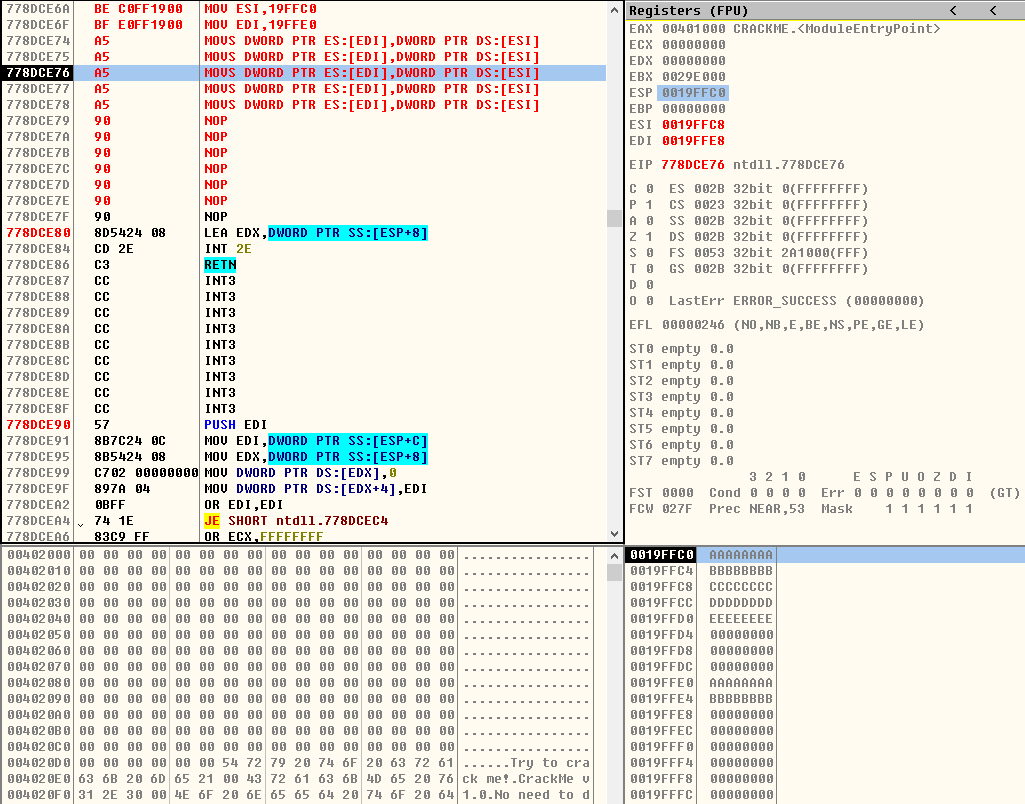 778DCE6A BE C0FF1900 MOV ESI,19FFC0
778DCE6F BF E0FF1900 MOV EDI,19FFE0
778DCE74 A5 MOVS DWORD PTR ES:[EDI],DWORD PTR DS:[ESI]
778DCE75 A5 MOVS DWORD PTR ES:[EDI],DWORD PTR DS:[ESI]
778DCE76 A5 MOVS DWORD PTR ES:[EDI],DWORD PTR DS:[ESI]
778DCE77 A5 MOVS DWORD PTR ES:[EDI],DWORD PTR DS:[ESI]
778DCE78 A5 MOVS DWORD PTR ES:[EDI],DWORD PTR DS:[ESI]
778DCE79 90 NOP
778DCE7A 90 NOP
778DCE7B 90 NOP
778DCE7C 90 NOP
778DCE7D 90 NOP
778DCE7E 90 NOP
778DCE7F 90 NOP
778DCE80 8D5424 08 LEA EDX,DWORD PTR SS:[ESP+8]
778DCE84 CD 2E INT 2E
778DCE86 C3 RETN
778DCE87 CC INT3
778DCE88 CC INT3
778DCE89 CC INT3
778DCE8A CC INT3
778DCE8B CC INT3
778DCE8C CC INT3
778DCE8D CC INT3
778DCE8E CC INT3
778DCE8F CC INT3
778DCE90 57 PUSH EDI
778DCE91 8B7C24 0C MOV EDI,DWORD PTR SS:[ESP+C]
778DCE95 8B5424 08 MOV EDX,DWORD PTR SS:[ESP+8]
778DCE99 C702 00000000 MOV DWORD PTR DS:[EDX],0
778DCE9F 897A 04 MOV DWORD PTR DS:[EDX+4],EDI
778DCEA2 0BFF OR EDI,EDI
778DCEA4 74 1E JE SHORT ntdll.778DCEC4
778DCEA6 83C9 FF OR ECX,FFFFFFFF
Registers (FPU) < <
EAX 00401000 CRACKME.<ModuleEntryPoint>
ECX 00000000
EDX 00000000
EBX 0029E000
ESP 0019FFC0
EBP 00000000
ESI 0019FFC8
EDI 0019FFE8
EIP 778DCE76 ntdll.778DCE76
C 0 ES 002B 32bit 0(FFFFFFFF)
P 1 CS 0023 32bit 0(FFFFFFFF)
A 0 SS 002B 32bit 0(FFFFFFFF)
Z 1 DS 002B 32bit 0(FFFFFFFF)
S 0 FS 0053 32bit 2A1000(FFF)
T 0 GS 002B 32bit 0(FFFFFFFF)
D 0
O 0 LastErr ERROR_SUCCESS (00000000)
EFL 00000246 (NO,NB,E,BE,NS,PE,GE,LE)
ST0 empty 0.0
ST1 empty 0.0
ST2 empty 0.0
ST3 empty 0.0
ST4 empty 0.0
ST5 empty 0.0
ST6 empty 0.0
ST7 empty 0.0
3 2 1 0 E S P U O Z D I
FST 0000 Cond 0 0 0 0 Err 0 0 0 0 0 0 0 0 (GT)
FCW 027F Prec NEAR,53 Mask 1 1 1 1 1 1
00402000 00 00 00 00 00 00 00 00 00 00 00 00 00 00 00 00 ................
00402010 00 00 00 00 00 00 00 00 00 00 00 00 00 00 00 00 ................
00402020 00 00 00 00 00 00 00 00 00 00 00 00 00 00 00 00 ................
00402030 00 00 00 00 00 00 00 00 00 00 00 00 00 00 00 00 ................
00402040 00 00 00 00 00 00 00 00 00 00 00 00 00 00 00 00 ................
00402050 00 00 00 00 00 00 00 00 00 00 00 00 00 00 00 00 ................
00402060 00 00 00 00 00 00 00 00 00 00 00 00 00 00 00 00 ................
00402070 00 00 00 00 00 00 00 00 00 00 00 00 00 00 00 00 ................
00402080 00 00 00 00 00 00 00 00 00 00 00 00 00 00 00 00 ................
00402090 00 00 00 00 00 00 00 00 00 00 00 00 00 00 00 00 ................
004020A0 00 00 00 00 00 00 00 00 00 00 00 00 00 00 00 00 ................
004020B0 00 00 00 00 00 00 00 00 00 00 00 00 00 00 00 00 ................
004020C0 00 00 00 00 00 00 00 00 00 00 00 00 00 00 00 00 ................
004020D0 00 00 00 00 00 00 54 72 79 20 74 6F 20 63 72 61 ......Try to cra
004020E0 63 6B 20 6D 65 21 00 43 72 61 63 6B 4D 65 20 76 ck me!.CrackMe v
004020F0 31 2E 30 00 4E 6F 20 6E 65 65 64 20 74 6F 20 64 1.0.No need to d
0019FFC0 AAAAAAAA
0019FFC4 BBBBBBBB
0019FFC8 CCCCCCCC
0019FFCC DDDDDDDD
0019FFD0 EEEEEEEE
0019FFD4 00000000
0019FFD8 00000000
0019FFDC 00000000
0019FFE0 AAAAAAAA
0019FFE4 BBBBBBBB
0019FFE8 00000000
0019FFEC 00000000
0019FFF0 00000000
0019FFF4 00000000
0019FFF8 00000000
0019FFFC 00000000